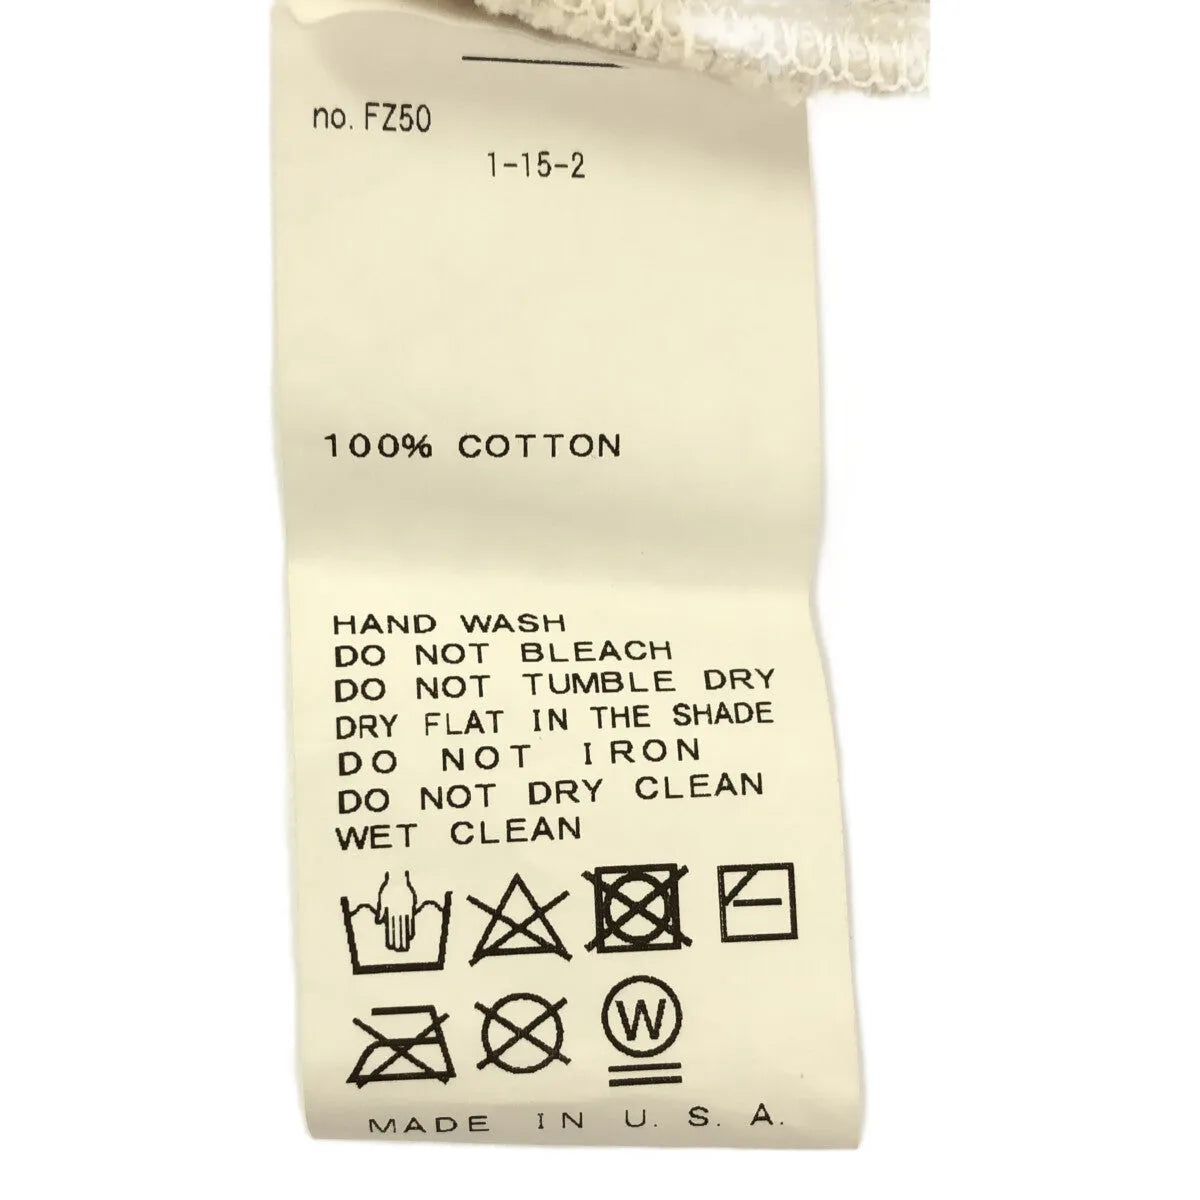 no. FZ50
1-15-2
100% COTTON
HAND WASH
DO NOT BLEACH
DO NOT TUMBLE DRY
DRY FLAT IN THE SHADE
DO NOT IRON
DO NOT DRY CLEAN
WET CLEAN
W
MADE IN U.S.A.